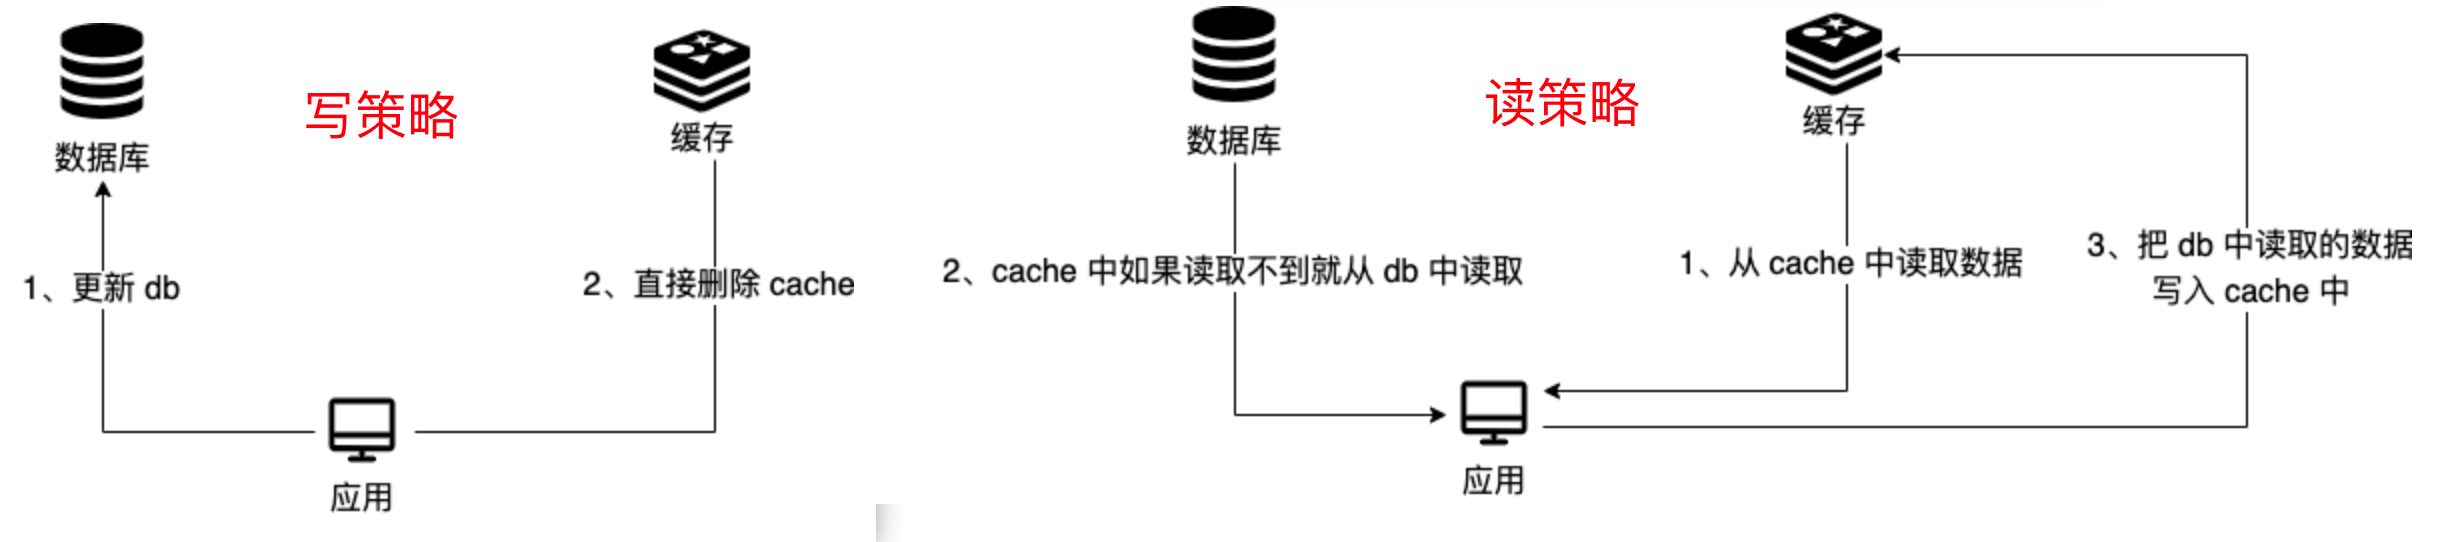 写策略
数据库
缓存
1、更新 db
2、直接删除 cache
应用
读策略
数据库
缓存
2、cache 中如果读取不到就从 db 中读取
1、从 cache 中读取数据
3、把 db 中读取的数据
写入 cache 中
应用